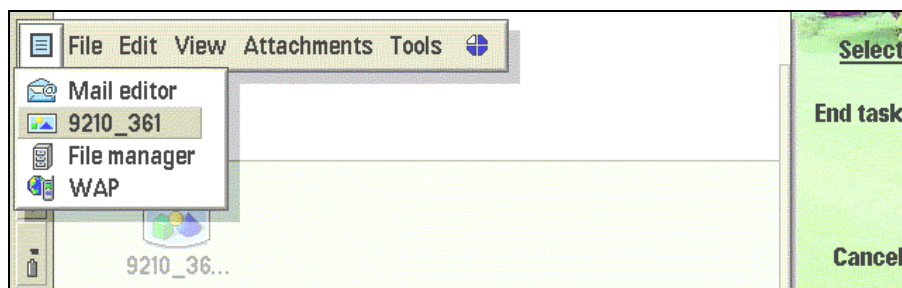 File Edit View Attachments Tools
Select
Mail editor
9210_361
End task
File manager
WAP
9210_36...
Cancel